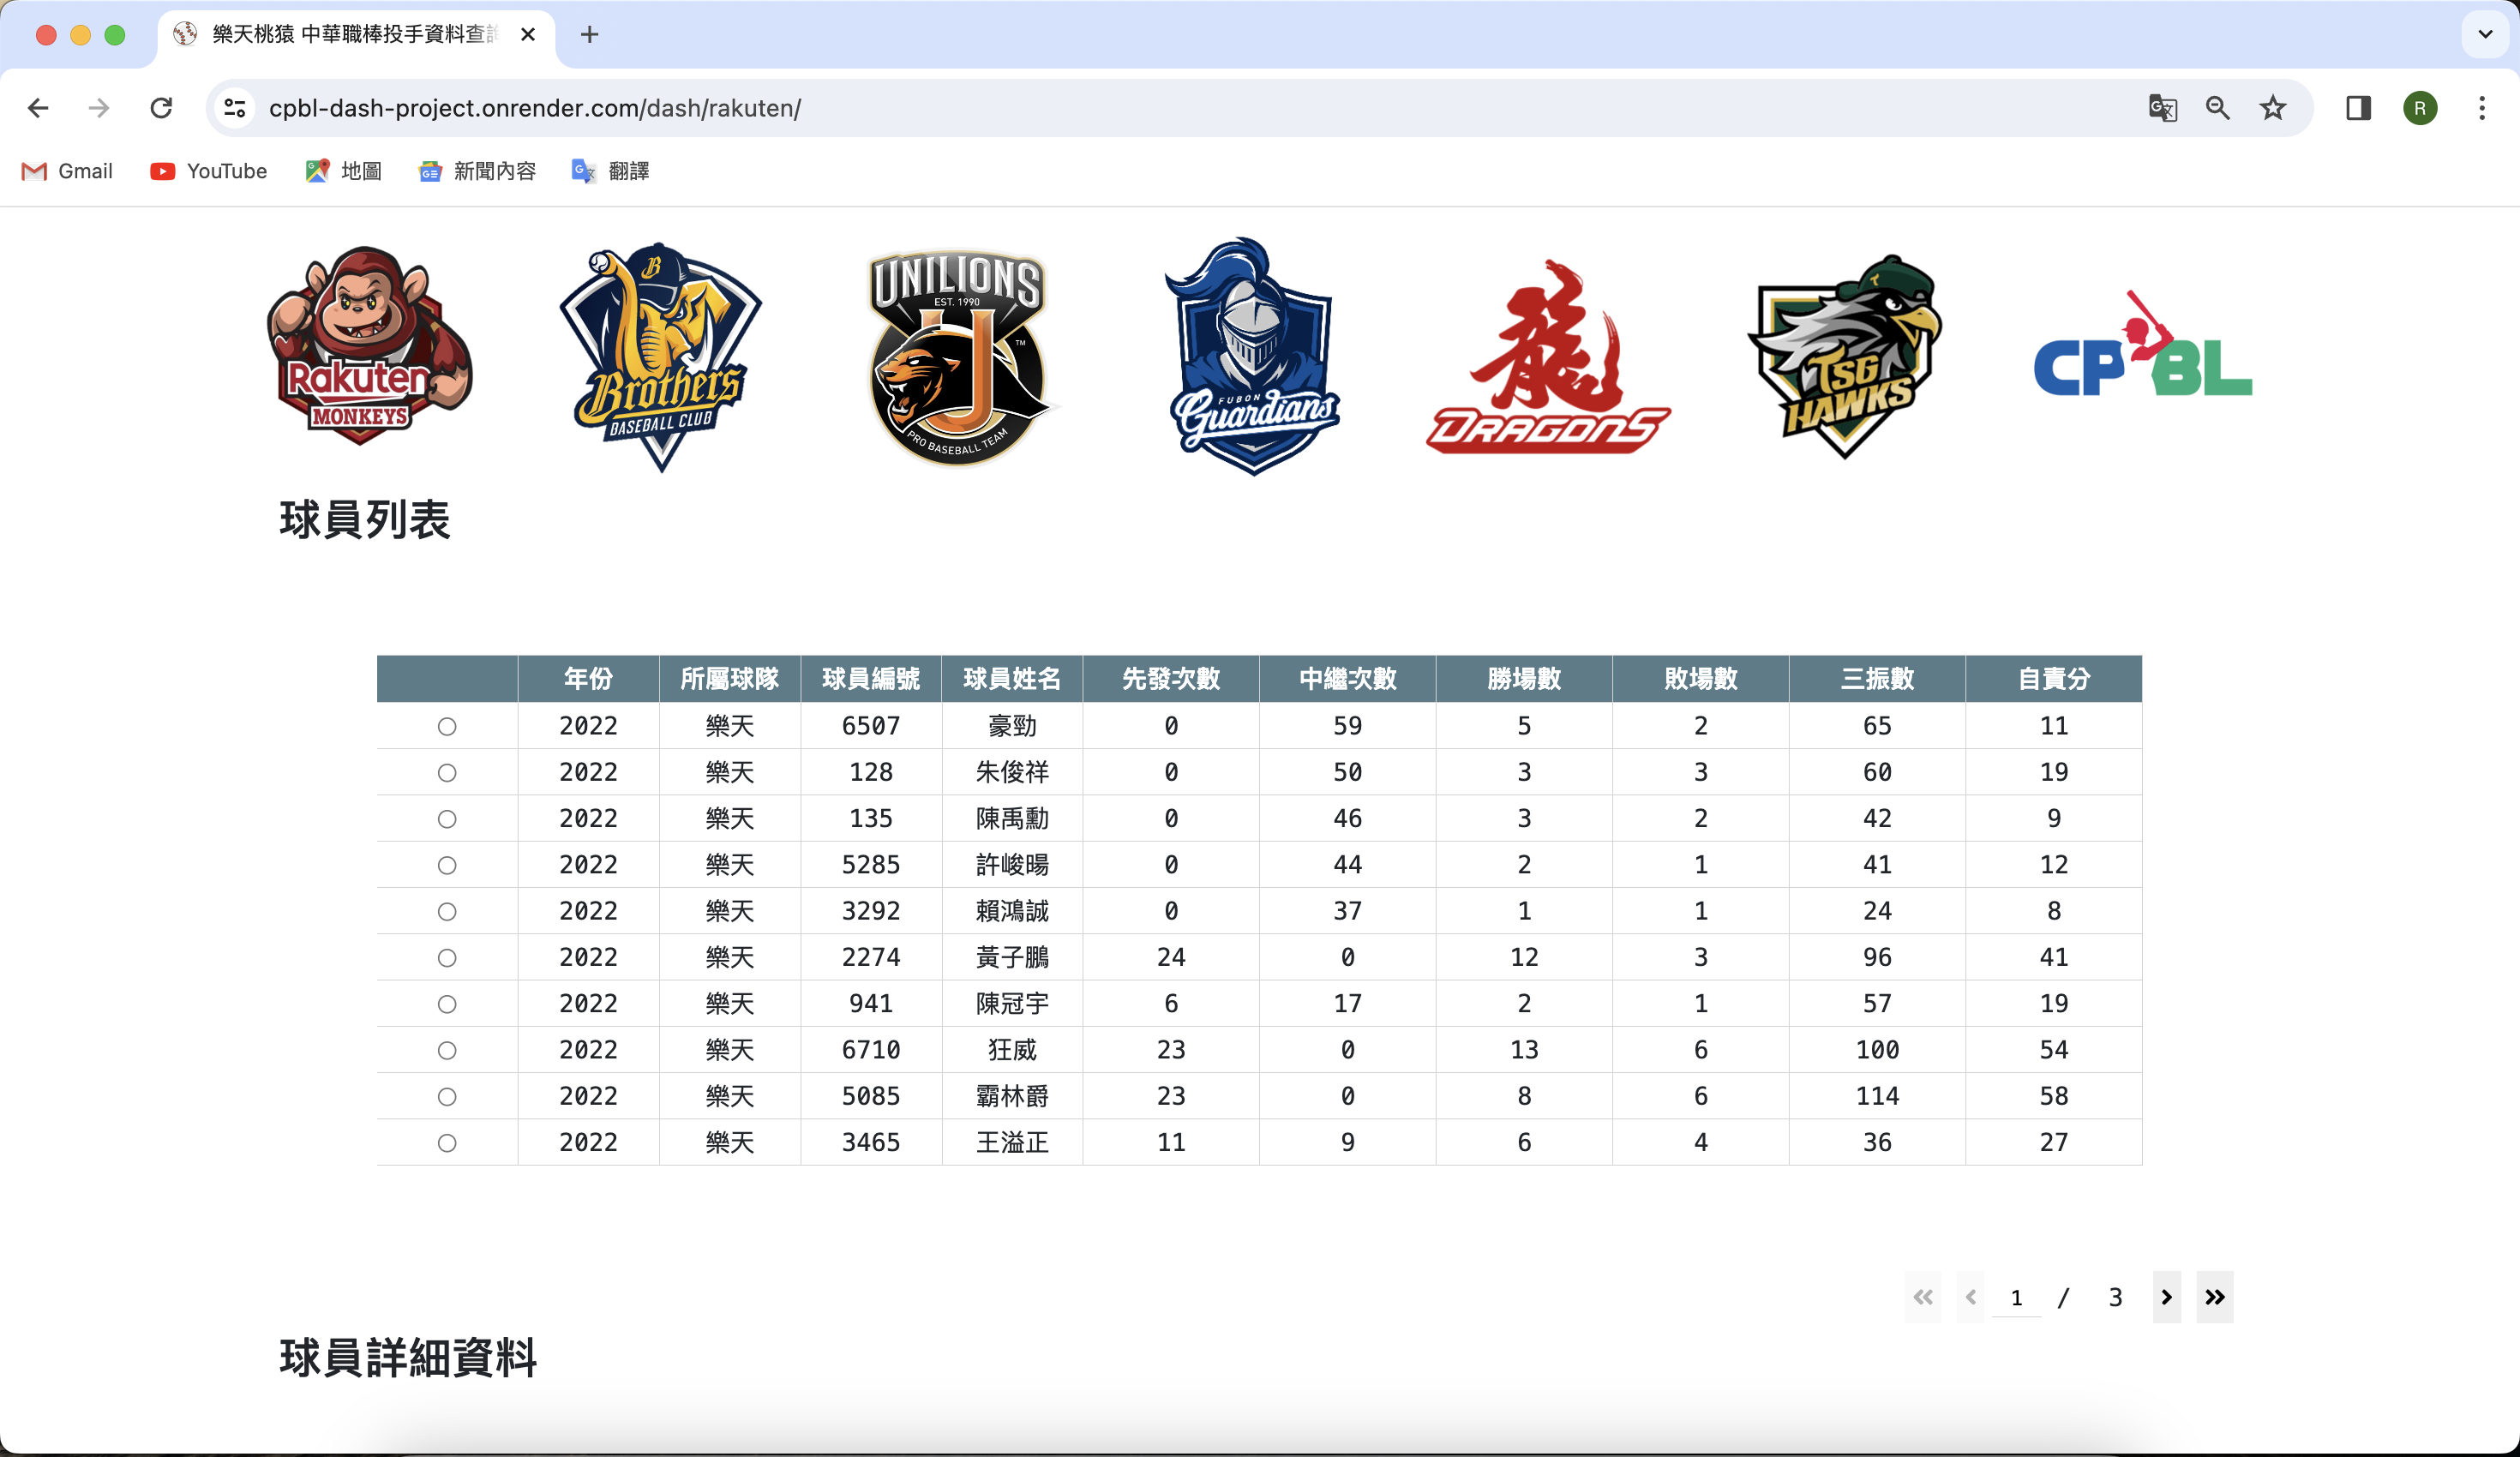 樂天桃猿 中華職棒投手資料查詢
cpbl-dash-project.onrender.com/dash/rakuten/
R
Gmail YouTube 地圖 新聞內容 翻譯
Rakuten MONKEYS
B Brothers BASEBALL CLUB
UNILIONS EST. 1990 U TM PRO BASEBALL TEAM
FUBON Guardians
龍 DRAGONS
T TSG HAWKS
CPBL
球員列表
年份 所屬球隊 球員編號 球員姓名 先發次數 中繼次數 勝場數 敗場數 三振數 自責分
2022 樂天 6507 豪勁 0 59 5 2 65 11
2022 樂天 128 朱俊祥 0 50 3 3 60 19
2022 樂天 135 陳禹勳 0 46 3 2 42 9
2022 樂天 5285 許峻暘 0 44 2 1 41 12
2022 樂天 3292 賴鴻誠 0 37 1 1 24 8
2022 樂天 2274 黃子鵬 24 0 12 3 96 41
2022 樂天 941 陳冠宇 6 17 2 1 57 19
2022 樂天 6710 狂威 23 0 13 6 100 54
2022 樂天 5085 霸林爵 23 0 8 6 114 58
2022 樂天 3465 王溢正 11 9 6 4 36 27
1 / 3
球員詳細資料